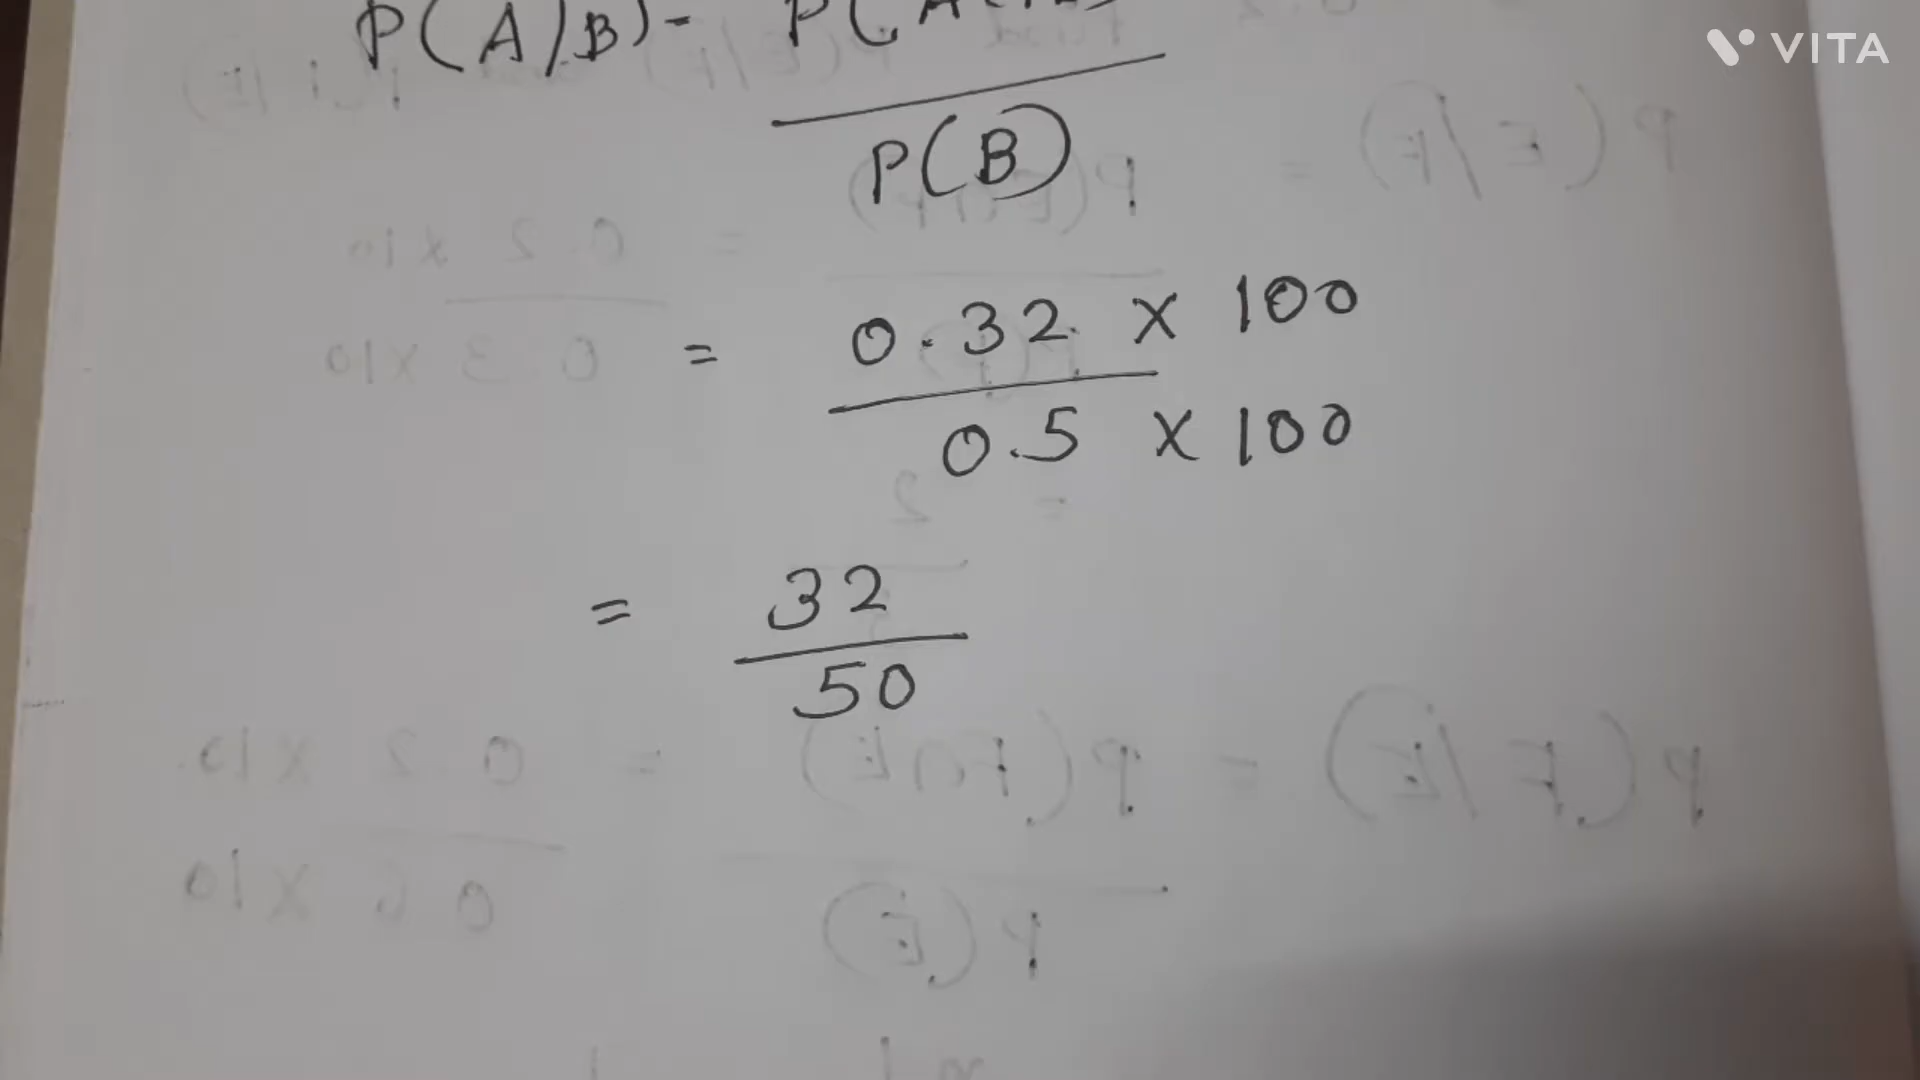 VITA
P(A/B) =
P(B)
= 0.32 x 100
0.5 x 100
= 32
50